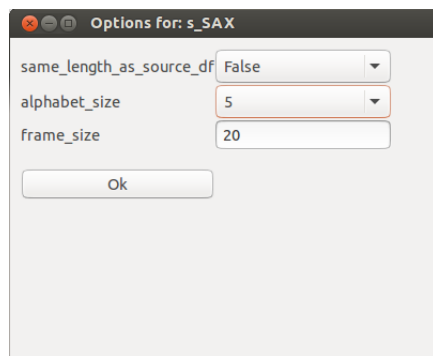 Options for: s_SAX
same_length_as_source_df False
alphabet_size 5
frame_size 20
Ok